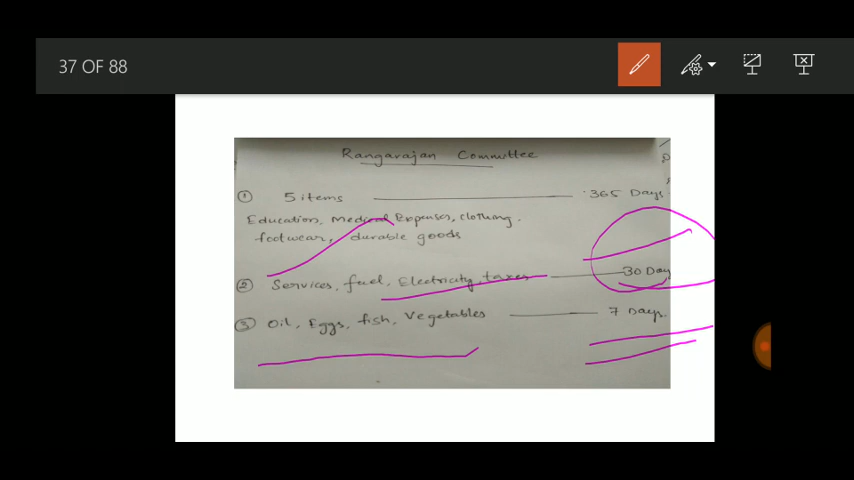 37 OF 88
Rangarajan Committee
① 5 items 365 Days
Education, Medical Expenses, clothing.
footwear, durable goods
② Services, fuel, Electricity, taxes 30 Day
③ Oil, Eggs, fish, Vegetables 7 Days.